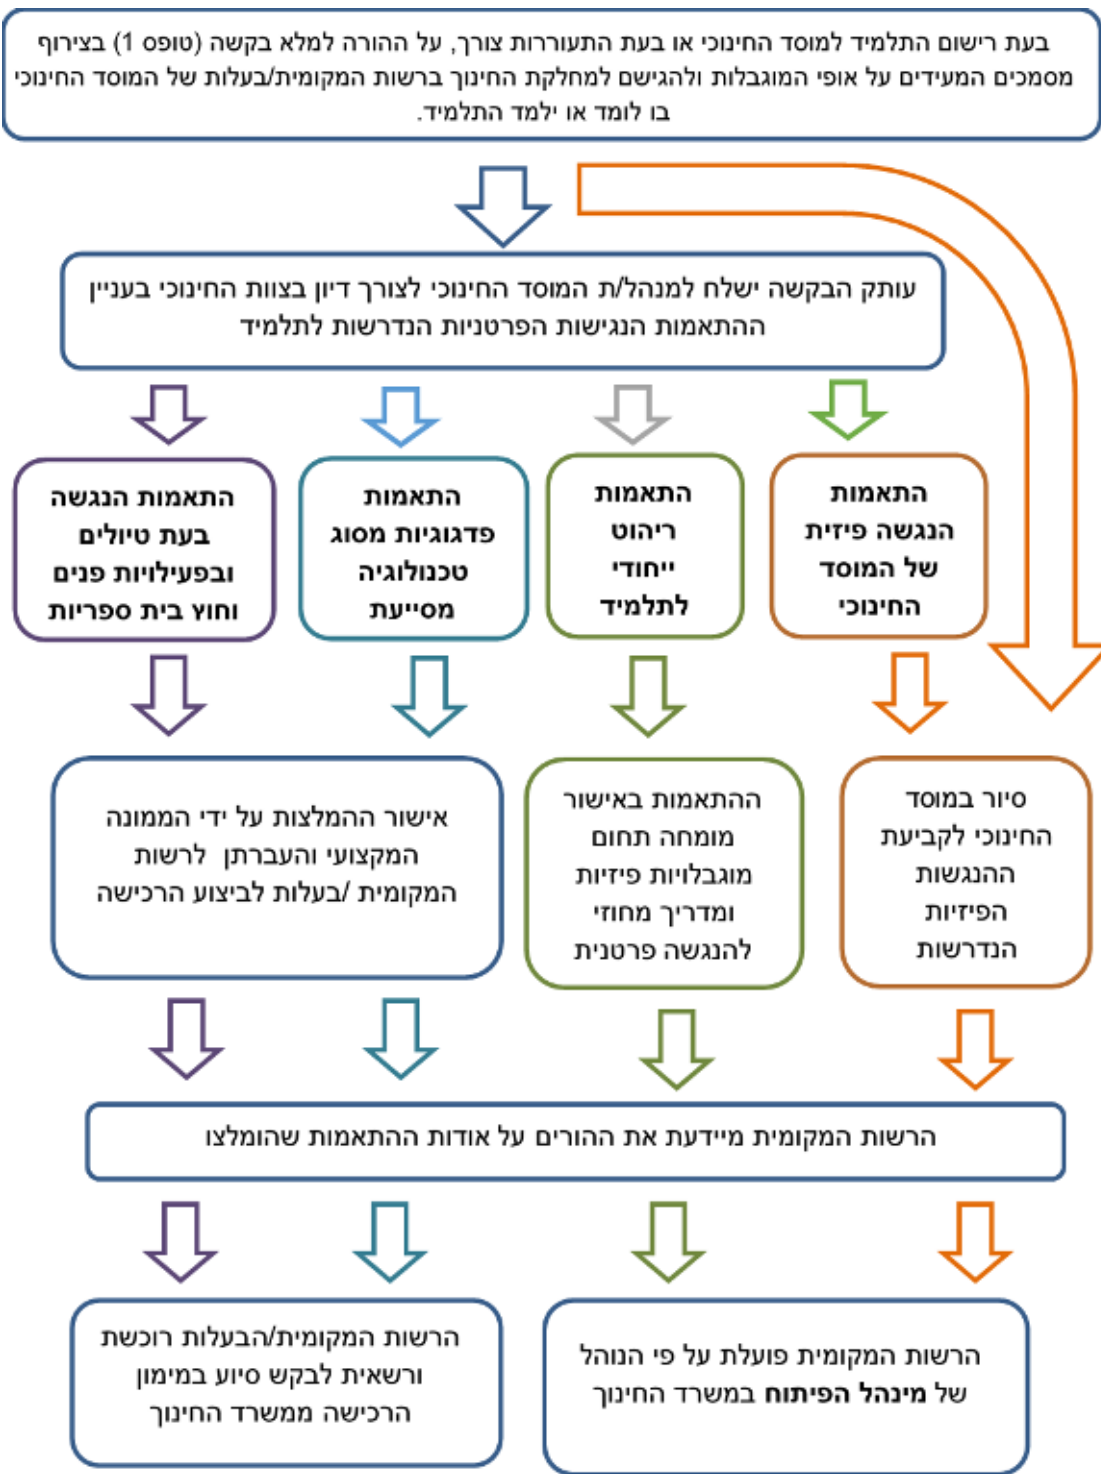 בעת רישום התלמיד למוסד החינוכי או בעת התעוררות צורך, על ההורה למלא בקשה (טופס 1) בצירוף
מסמכים המעידים על אופי המוגבלות ולהגישם למחלקת החינוך ברשות המקומית/בעלות של המוסד החינוכי
בו לומד או ילמד התלמיד.
עותק הבקשה ישלח למנהל/ת המוסד החינוכי לצורך דיון בצוות החינוכי בעניין
ההתאמות הנגישות הפרטניות הנדרשות לתלמיד
התאמות
הנגשה פיזית
של המוסד
החינוכי
התאמות
ריהוט
ייחודי
לתלמיד
התאמות
פדגוגיות מסוג
טכנולוגיה
מסייעת
התאמות הנגשה
בעת טיולים
ובפעילויות פנים
וחוץ בית ספריות
סיור במוסד
החינוכי לקביעת
ההנגשות
הפיזיות
הנדרשות
ההתאמות באישור
מומחה תחום
מוגבלויות פיזיות
ומדריך מחוזי
להנגשה פרטנית
אישור ההמלצות על ידי הממונה
המקצועי והעברתן לרשות
המקומית /בעלות לביצוע הרכישה
הרשות המקומית מיידעת את ההורים על אודות ההתאמות שהומלצו
הרשות המקומית פועלת על פי הנוהל
של מינהל הפיתוח במשרד החינוך
הרשות המקומית/הבעלות רוכשת
ורשאית לבקש סיוע במימון
הרכישה ממשרד החינוך